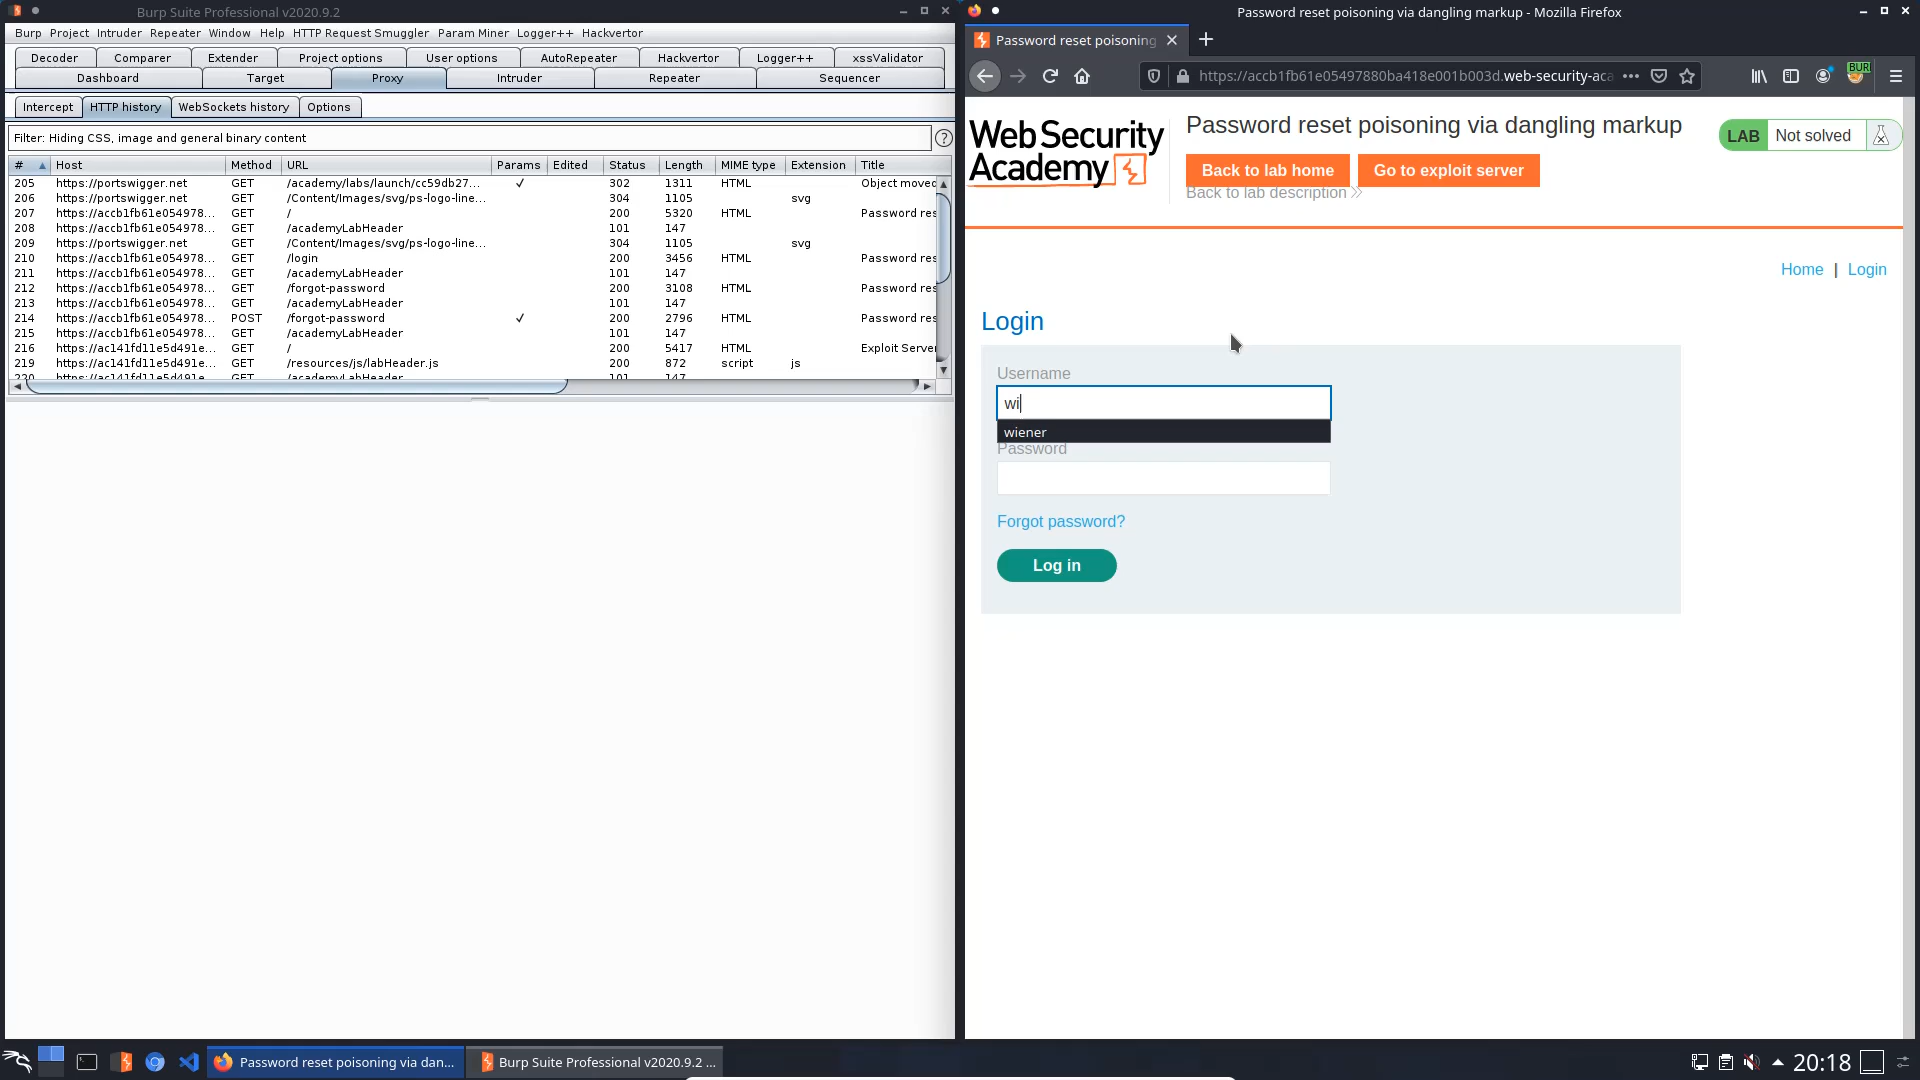 Burp Suite Professional v2020.9.2
Burp Project Intruder Repeater Window Help HTTP Request Smuggler Param Miner Logger++ Hackvertor
Decoder Comparer Extender Project options User options AutoRepeater Hackvertor Logger++ xssValidator
Dashboard Target Proxy Intruder Repeater Sequencer
Intercept HTTP history WebSockets history Options
Filter: Hiding CSS, image and general binary content
# Host Method URL Params Edited Status Length MIME type Extension Title
205 https://portswigger.net GET /academy/labs/launch/cc59db27... ✓ 302 1311 HTML Object moved
206 https://portswigger.net GET /Content/Images/svg/ps-logo-line... 304 1105 svg
207 https://accb1fb61e054978... GET / 200 5320 HTML Password res
208 https://accb1fb61e054978... GET /academyLabHeader 101 147
209 https://portswigger.net GET /Content/Images/svg/ps-logo-line... 304 1105 svg
210 https://accb1fb61e054978... GET /login 200 3456 HTML Password res
211 https://accb1fb61e054978... GET /academyLabHeader 101 147
212 https://accb1fb61e054978... GET /forgot-password 200 3108 HTML Password res
213 https://accb1fb61e054978... GET /academyLabHeader 101 147
214 https://accb1fb61e054978... POST /forgot-password ✓ 200 2796 HTML Password res
215 https://accb1fb61e054978... GET /academyLabHeader 101 147
216 https://ac141fd11e5d491e... GET / 200 5417 HTML Exploit Server
219 https://ac141fd11e5d491e... GET /resources/js/labHeader.js 200 872 script js
220 https://ac141fd11e5d491e... GET /academyLabHeader 101 147
Password reset poisoning via dangling markup - Mozilla Firefox
Password reset poisoning
https://accb1fb61e05497880ba418e001b003d.web-security-aca
BUR
Web Security
Academy
Password reset poisoning via dangling markup
Back to lab home Go to exploit server
Back to lab description
LAB Not solved
Home | Login
Login
Username
wi
wiener
Password
Forgot password?
Log in
Password reset poisoning via dan...
Burp Suite Professional v2020.9.2 ...
20:18